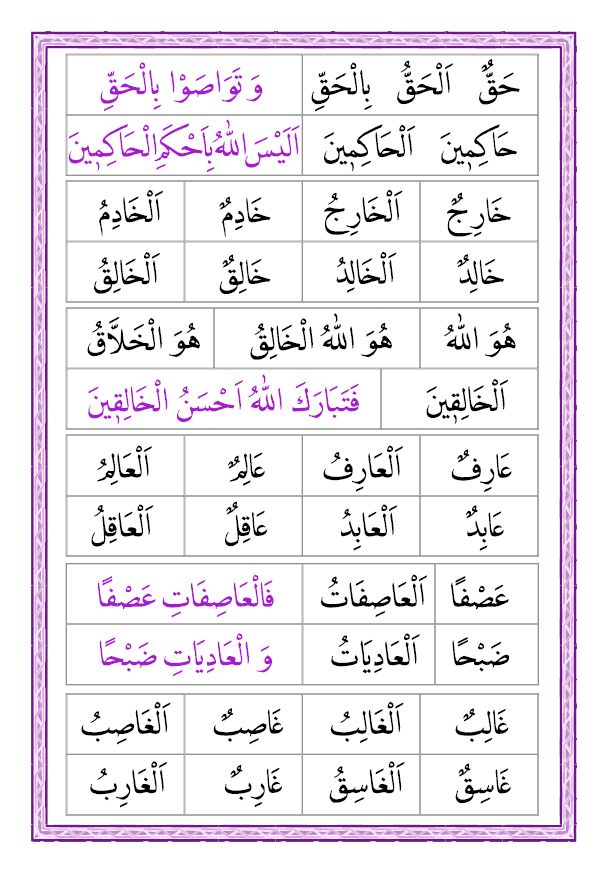 حَقٌّ اَلْحَقُّ بِالْحَقِّ وَ تَوَاصَوْا بِالْحَقِّ
حَاكِمٖينَ اَلْحَاكِمٖينَ اَلَيْسَ اللّٰهُ بِاَحْكَمِ الْحَاكِمٖينَ
خَارِجٌ اَلْخَارِجُ خَادِمٌ اَلْخَادِمُ
خَالِدٌ اَلْخَالِدُ خَالِقٌ اَلْخَالِقُ
هُوَ اللّٰهُ هُوَ اللّٰهُ الْخَالِقُ هُوَ الْخَلَّاقُ
اَلْخَالِقٖينَ فَتَبَارَكَ اللّٰهُ اَحْسَنُ الْخَالِقٖينَ
عَارِفٌ اَلْعَارِفُ عَالِمٌ اَلْعَالِمُ
عَابِدٌ اَلْعَابِدُ عَاقِلٌ اَلْعَاقِلُ
عَصْفًا اَلْعَاصِفَاتُ فَالْعَاصِفَاتِ عَصْفًا
ضَبْحًا اَلْعَادِيَاتُ وَ الْعَادِيَاتِ ضَبْحًا
غَالِبٌ اَلْغَالِبُ غَاصِبٌ اَلْغَاصِبُ
غَاسِقٌ اَلْغَاسِقُ غَارِبٌ اَلْغَارِبُ